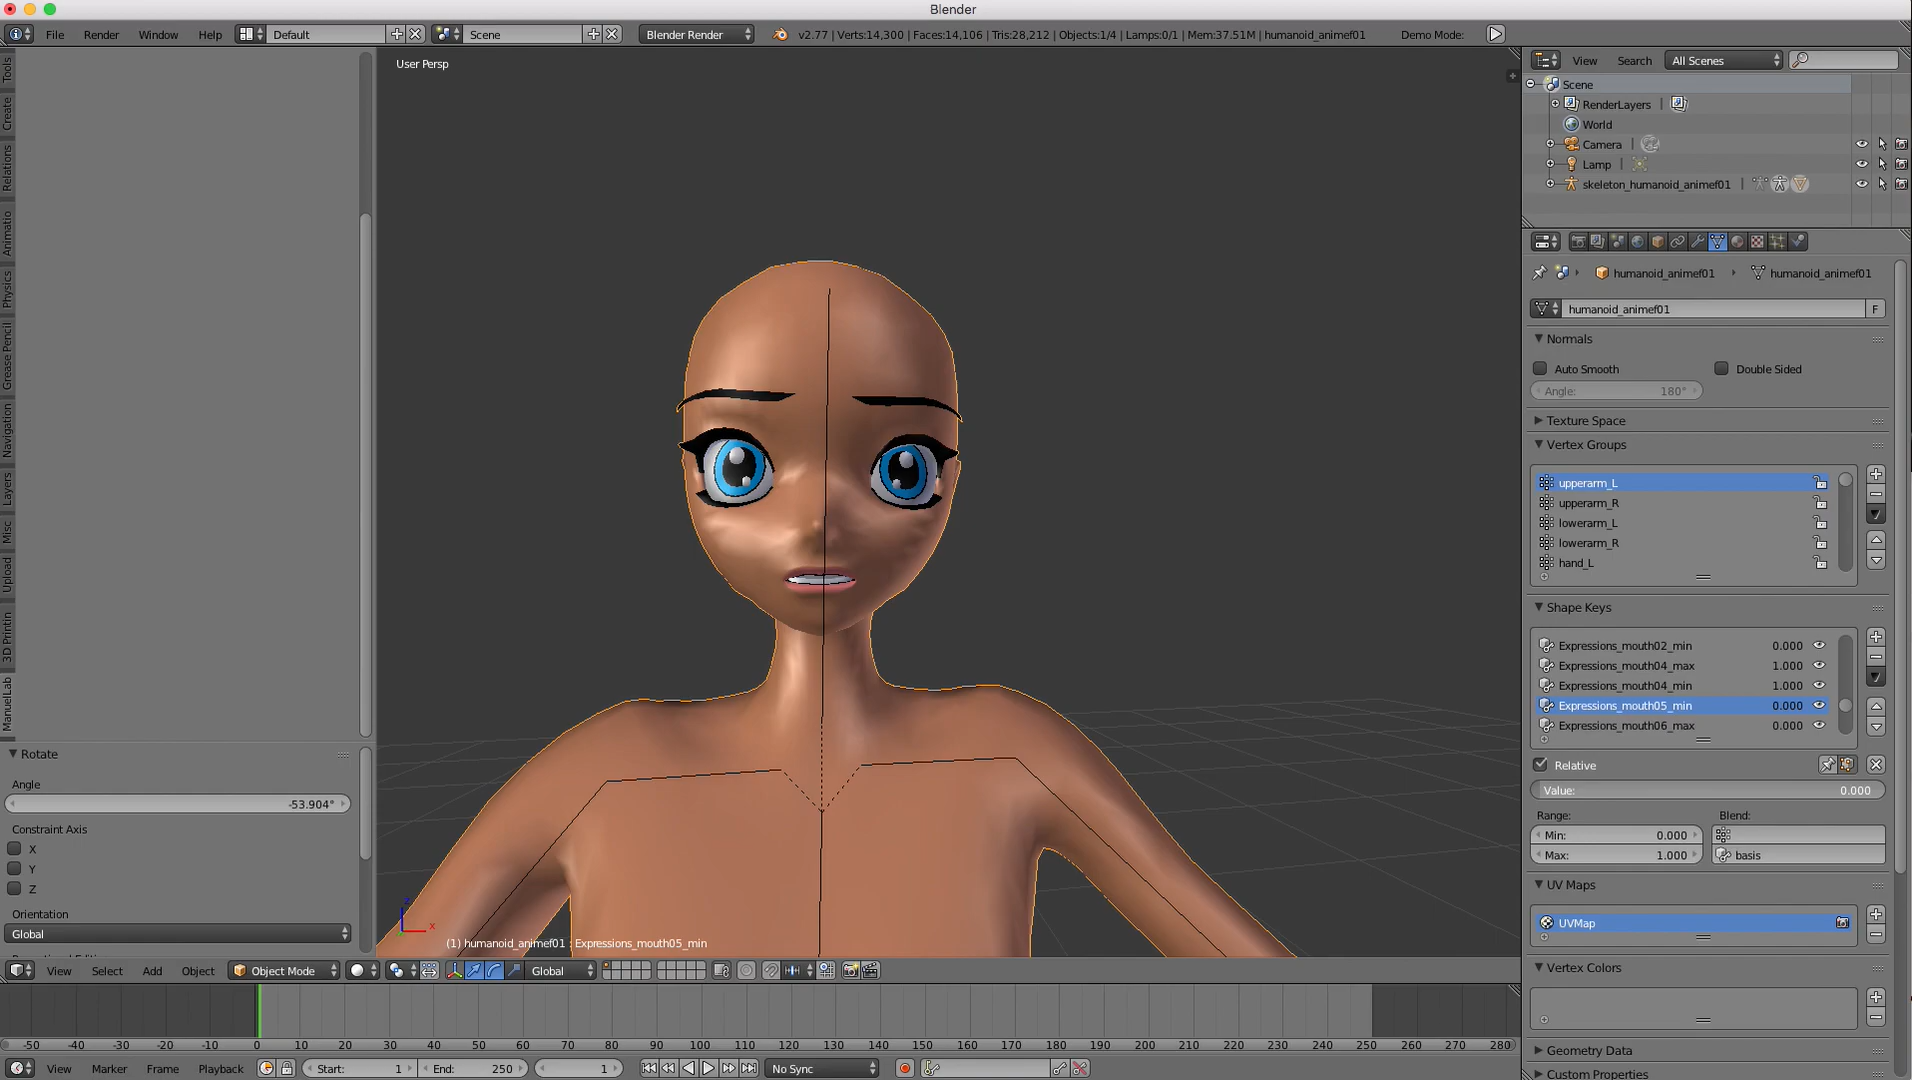 Blender
File Render Window Help Default Scene Blender Render v2.77 | Verts:14,300 | Faces:14,106 | Tris:28,212 | Objects:1/4 | Lamps:0/1 | Mem:37.51M | humanoid_animef01 Demo Mode:
User Persp
View Search All Scenes
Scene
RenderLayers
World
Camera
Lamp
skeleton_humanoid_animef01
humanoid_animef01 humanoid_animef01
humanoid_animef01 F
Normals
Auto Smooth Double Sided
Angle: 180°
Texture Space
Vertex Groups
upperarm_L
upperarm_R
lowerarm_L
lowerarm_R
hand_L
Shape Keys
Expressions_mouth02_min 0.000
Expressions_mouth04_max 1.000
Expressions_mouth04_min 1.000
Expressions_mouth05_min 0.000
Expressions_mouth06_max 0.000
Relative
Value: 0.000
Range: Blend:
Min: 0.000
Max: 1.000 basis
UV Maps
UVMap
Vertex Colors
Geometry Data
Custom Properties
Tools
Create
Relations
Animatio
Physics
Grease Pencil
Navigation
Layers
Misc
Upload
3D Printin
ManuelLab
Rotate
Angle
-53.904°
Constraint Axis
X
Y
Z
Orientation
Global
x
(1) humanoid_animef01 : Expressions_mouth05_min
View Select Add Object Object Mode Global
-50 -40 -30 -20 -10 0 10 20 30 40 50 60 70 80 90 100 110 120 130 140 150 160 170 180 190 200 210 220 230 240 250 260 270 280
View Marker Frame Playback Start: 1 End: 250 1 No Sync